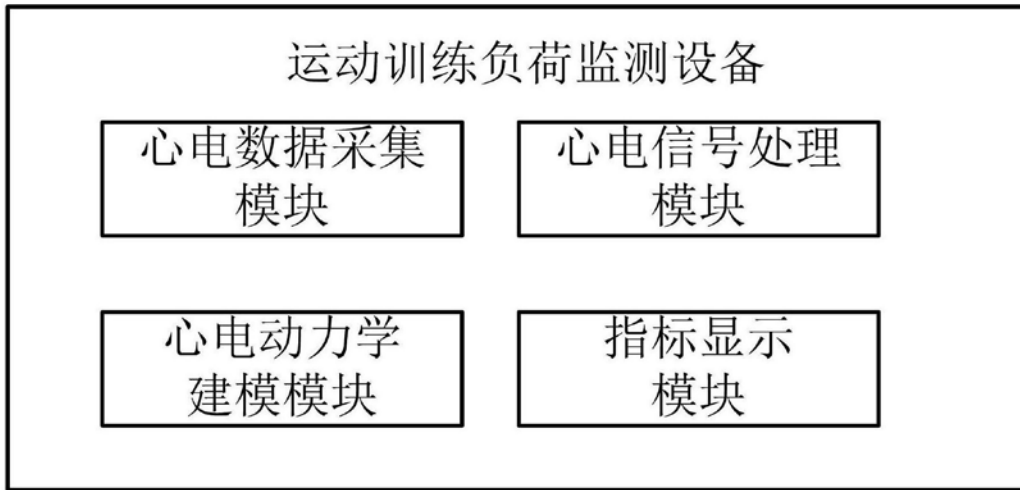 运动训练负荷监测设备
心电数据采集
模块
心电信号处理
模块
心电动力学
建模模块
指标显示
模块